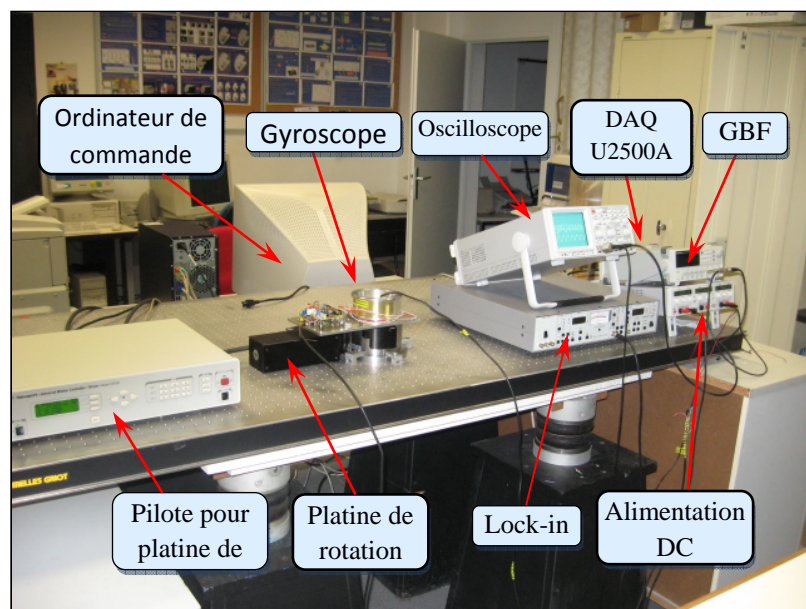 Ordinateur de
commande
Gyroscope
Oscilloscope
DAQ
U2500A
GBF
MELLES GRIOT
Pilote pour
platine de
Platine de
rotation
Lock-in
Alimentation
DC